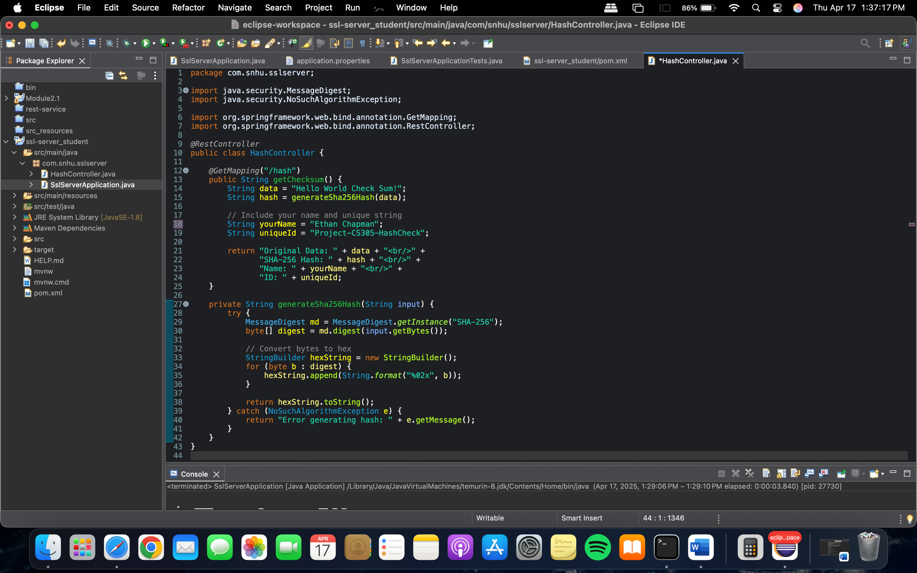 Eclipse File Edit Source Refactor Navigate Search Project Run Window Help 86% Thu Apr 17 1:37:17 PM
eclipse-workspace - ssl-server_student/src/main/java/com/snhu/sslserver/HashController.java - Eclipse IDE
Package Explorer
SslServerApplication.java application.properties SslServerApplicationTests.java ssl-server_student/pom.xml *HashController.java
bin
Module2.1
rest-service
src
src_resources
ssl-server_student
src/main/java
com.snhu.sslserver
HashController.java
SslServerApplication.java
src/main/resources
src/test/java
JRE System Library [JavaSE-1.8]
Maven Dependencies
src
target
HELP.md
mvnw
mvnw.cmd
pom.xml
1 package com.snhu.sslserver;
2
3 import java.security.MessageDigest;
4 import java.security.NoSuchAlgorithmException;
5
6 import org.springframework.web.bind.annotation.GetMapping;
7 import org.springframework.web.bind.annotation.RestController;
8
9 @RestController
10 public class HashController {
11
12 @GetMapping("/hash")
13 public String getChecksum() {
14 String data = "Hello World Check Sum!";
15 String hash = generateSha256Hash(data);
16
17 // Include your name and unique string
18 String yourName = "Ethan Chapman";
19 String uniqueId = "Project-CS305-HashCheck";
20
21 return "Original Data: " + data + "<br/>" +
22 "SHA-256 Hash: " + hash + "<br/>" +
23 "Name: " + yourName + "<br/>" +
24 "ID: " + uniqueId;
25 }
26
27 private String generateSha256Hash(String input) {
28 try {
29 MessageDigest md = MessageDigest.getInstance("SHA-256");
30 byte[] digest = md.digest(input.getBytes());
31
32 // Convert bytes to hex
33 StringBuilder hexString = new StringBuilder();
34 for (byte b : digest) {
35 hexString.append(String.format("%02x", b));
36 }
37
38 return hexString.toString();
39 } catch (NoSuchAlgorithmException e) {
40 return "Error generating hash: " + e.getMessage();
41 }
42 }
43 }
44
Console
<terminated> SslServerApplication [Java Application] /Library/Java/JavaVirtualMachines/temurin-8.jdk/Contents/Home/bin/java (Apr 17, 2025, 1:29:06 PM – 1:29:10 PM elapsed: 0:00:03.840) [pid: 27730]
Writable Smart Insert 44 : 1 : 1346
APR
17
eclip...pace